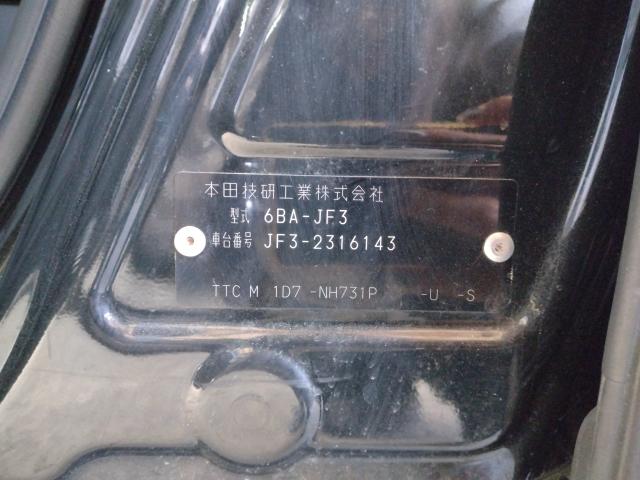 本田技研工業株式会社
型式 6BA-JF3
車台番号 JF3-2316143
TTC M 1D7 -NH731P -U -S